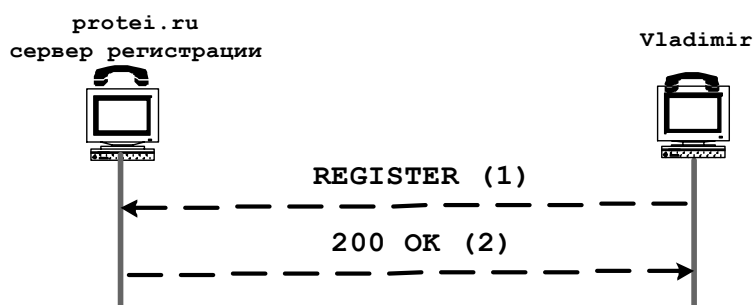 protei.ru
сервер регистрации
Vladimir
REGISTER (1)
200 OK (2)